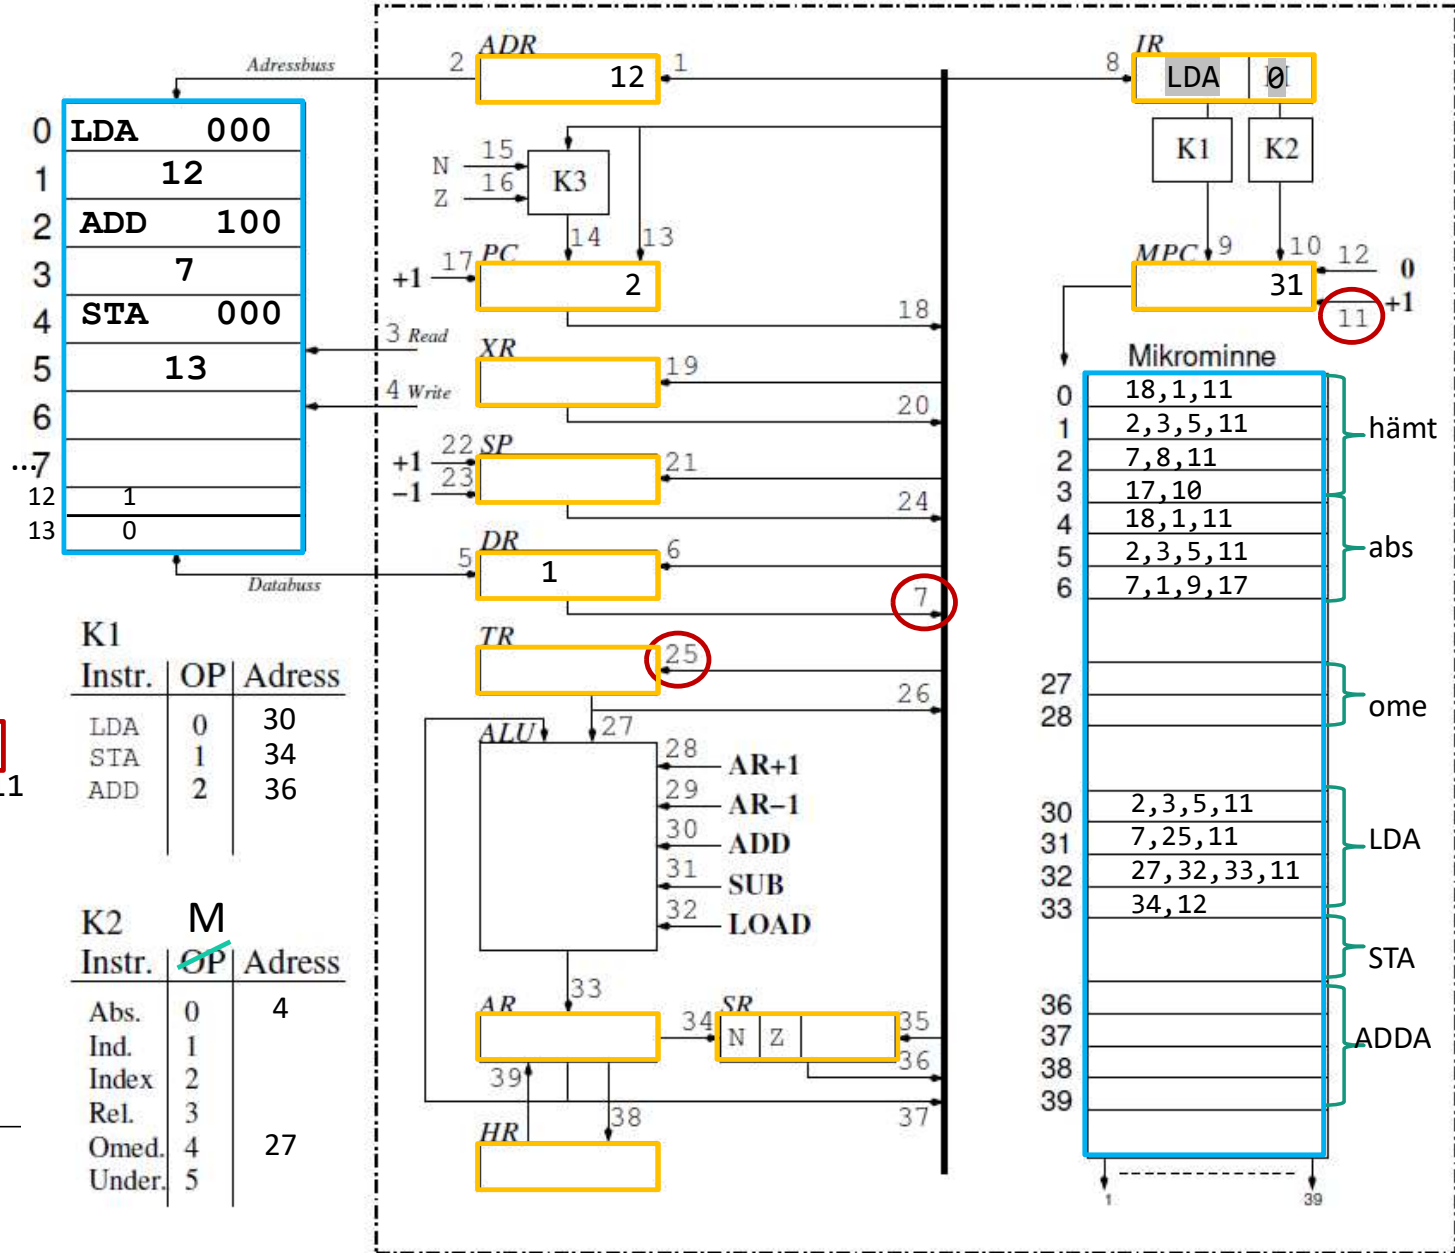 Adressbuss
0 LDA 000
1 12
2 ADD 100
3 7
4 STA 000
5 13
6
...7
12 1
13 0
Databuss
K1
Instr. OP Adress
LDA 0 30
STA 1 34
ADD 2 36
K2 M
Instr. OP Adress
Abs. 0 4
Ind. 1
Index 2
Rel. 3
Omed. 4 27
Under. 5
ADR
2 12 1
N 15
Z 16
K3
14 13
PC
+1 17 2
18
3 Read
XR
19
4 Write
20
+1 22 SP
-1 23
21
24
DR
5 1 6
7
TR
25
26
27
ALU
28 AR+1
29 AR-1
30 ADD
31 SUB
32 LOAD
33
AR
34
SR
N Z
35
36
39
38
37
HR
IR
8 LDA 0
K1 K2
MPC 9 10 12 0
31 11 +1
Mikrominne
0 18,1,11
1 2,3,5,11
2 7,8,11
3 17,10
hämt
4 18,1,11
5 2,3,5,11
6 7,1,9,17
abs
27
28
ome
30 2,3,5,11
31 7,25,11
32 27,32,33,11
33 34,12
LDA
STA
36
37
38
39
ADDA
1 39